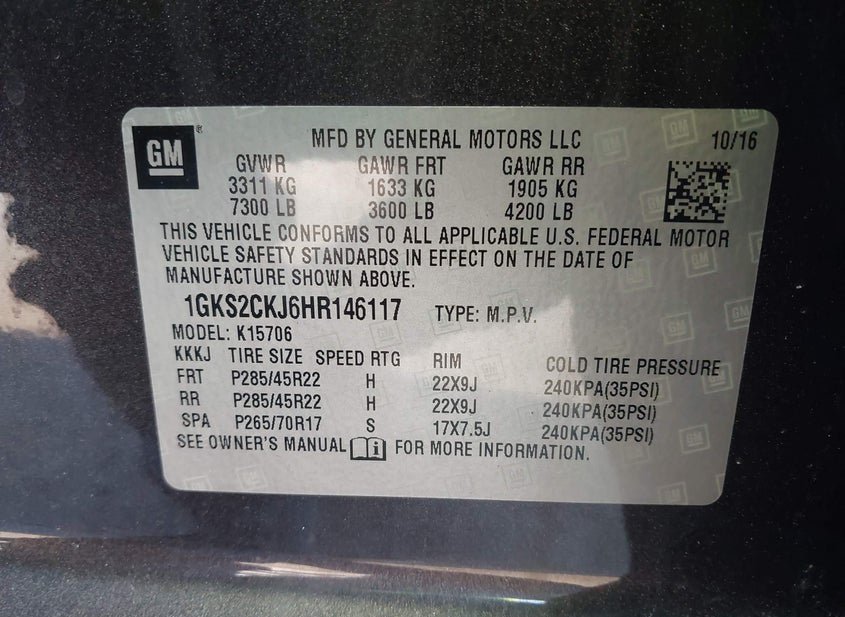 GM ® MFD BY GENERAL MOTORS LLC 10/16
GVWR GAWR FRT GAWR RR
3311 KG 1633 KG 1905 KG
7300 LB 3600 LB 4200 LB
THIS VEHICLE CONFORMS TO ALL APPLICABLE U.S. FEDERAL MOTOR
VEHICLE SAFETY STANDARDS IN EFFECT ON THE DATE OF
MANUFACTURE SHOWN ABOVE.
1GKS2CKJ6HR146117 TYPE: M.P.V.
MODEL: K15706
KKKJ TIRE SIZE SPEED RTG RIM COLD TIRE PRESSURE
FRT P285/45R22 H 22X9J 240KPA(35PSI)
RR P285/45R22 H 22X9J 240KPA(35PSI)
SPA P265/70R17 S 17X7.5J 240KPA(35PSI)
SEE OWNER'S MANUAL FOR MORE INFORMATION.